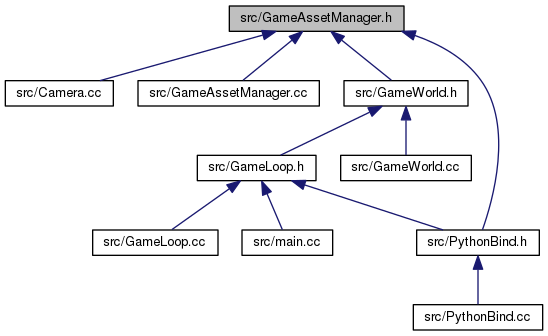 src/GameAssetManager.h
src/Camera.cc
src/GameAssetManager.cc
src/GameWorld.h
src/GameLoop.h
src/GameWorld.cc
src/GameLoop.cc
src/main.cc
src/PythonBind.h
src/PythonBind.cc